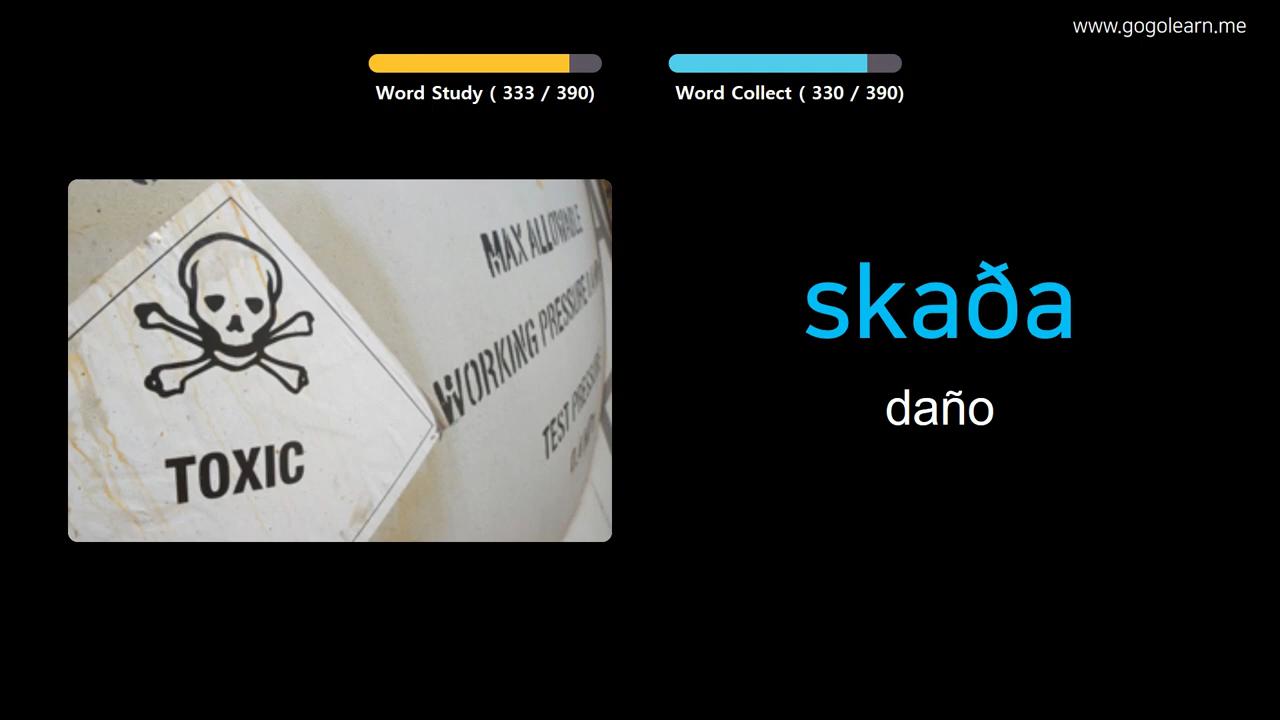 www.gogolearn.me
Word Study ( 333 / 390)
Word Collect ( 330 / 390)
MAX ALLOWABLE
WORKING PRESSURE
TEST PRESSURE
TOXIC
skaða
daño